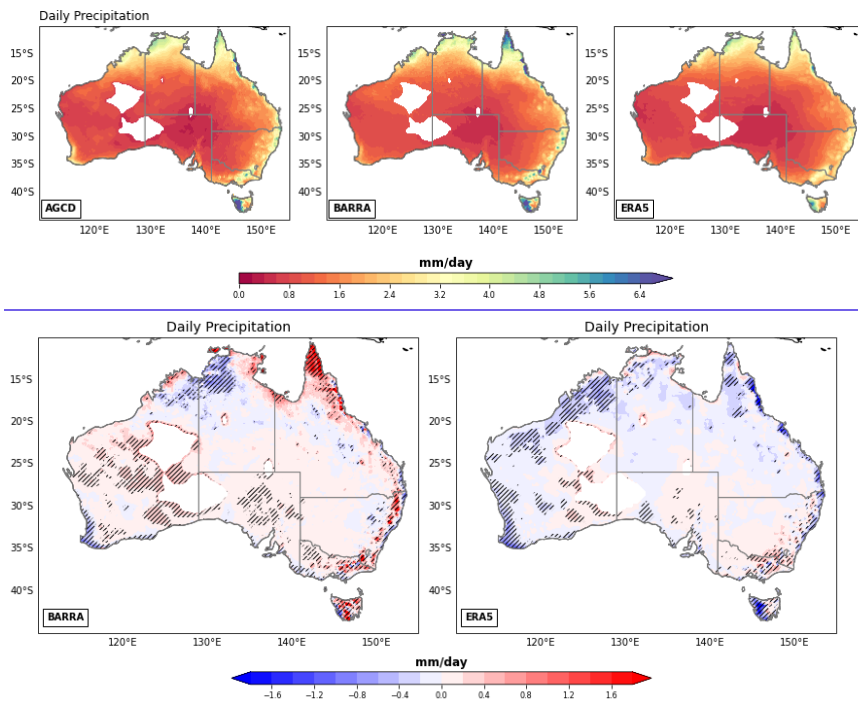 Daily Precipitation
15°S
20°S
25°S
30°S
35°S
40°S
AGCD
120°E 130°E 140°E 150°E
15°S
20°S
25°S
30°S
35°S
40°S
BARRA
120°E 130°E 140°E 150°E
15°S
20°S
25°S
30°S
35°S
40°S
ERA5
120°E 130°E 140°E 150°E
mm/day
0.0 0.8 1.6 2.4 3.2 4.0 4.8 5.6 6.4
Daily Precipitation
15°S
20°S
25°S
30°S
35°S
40°S
BARRA
120°E 130°E 140°E 150°E
Daily Precipitation
15°S
20°S
25°S
30°S
35°S
40°S
ERA5
120°E 130°E 140°E 150°E
mm/day
−1.6 −1.2 −0.8 −0.4 0.0 0.4 0.8 1.2 1.6